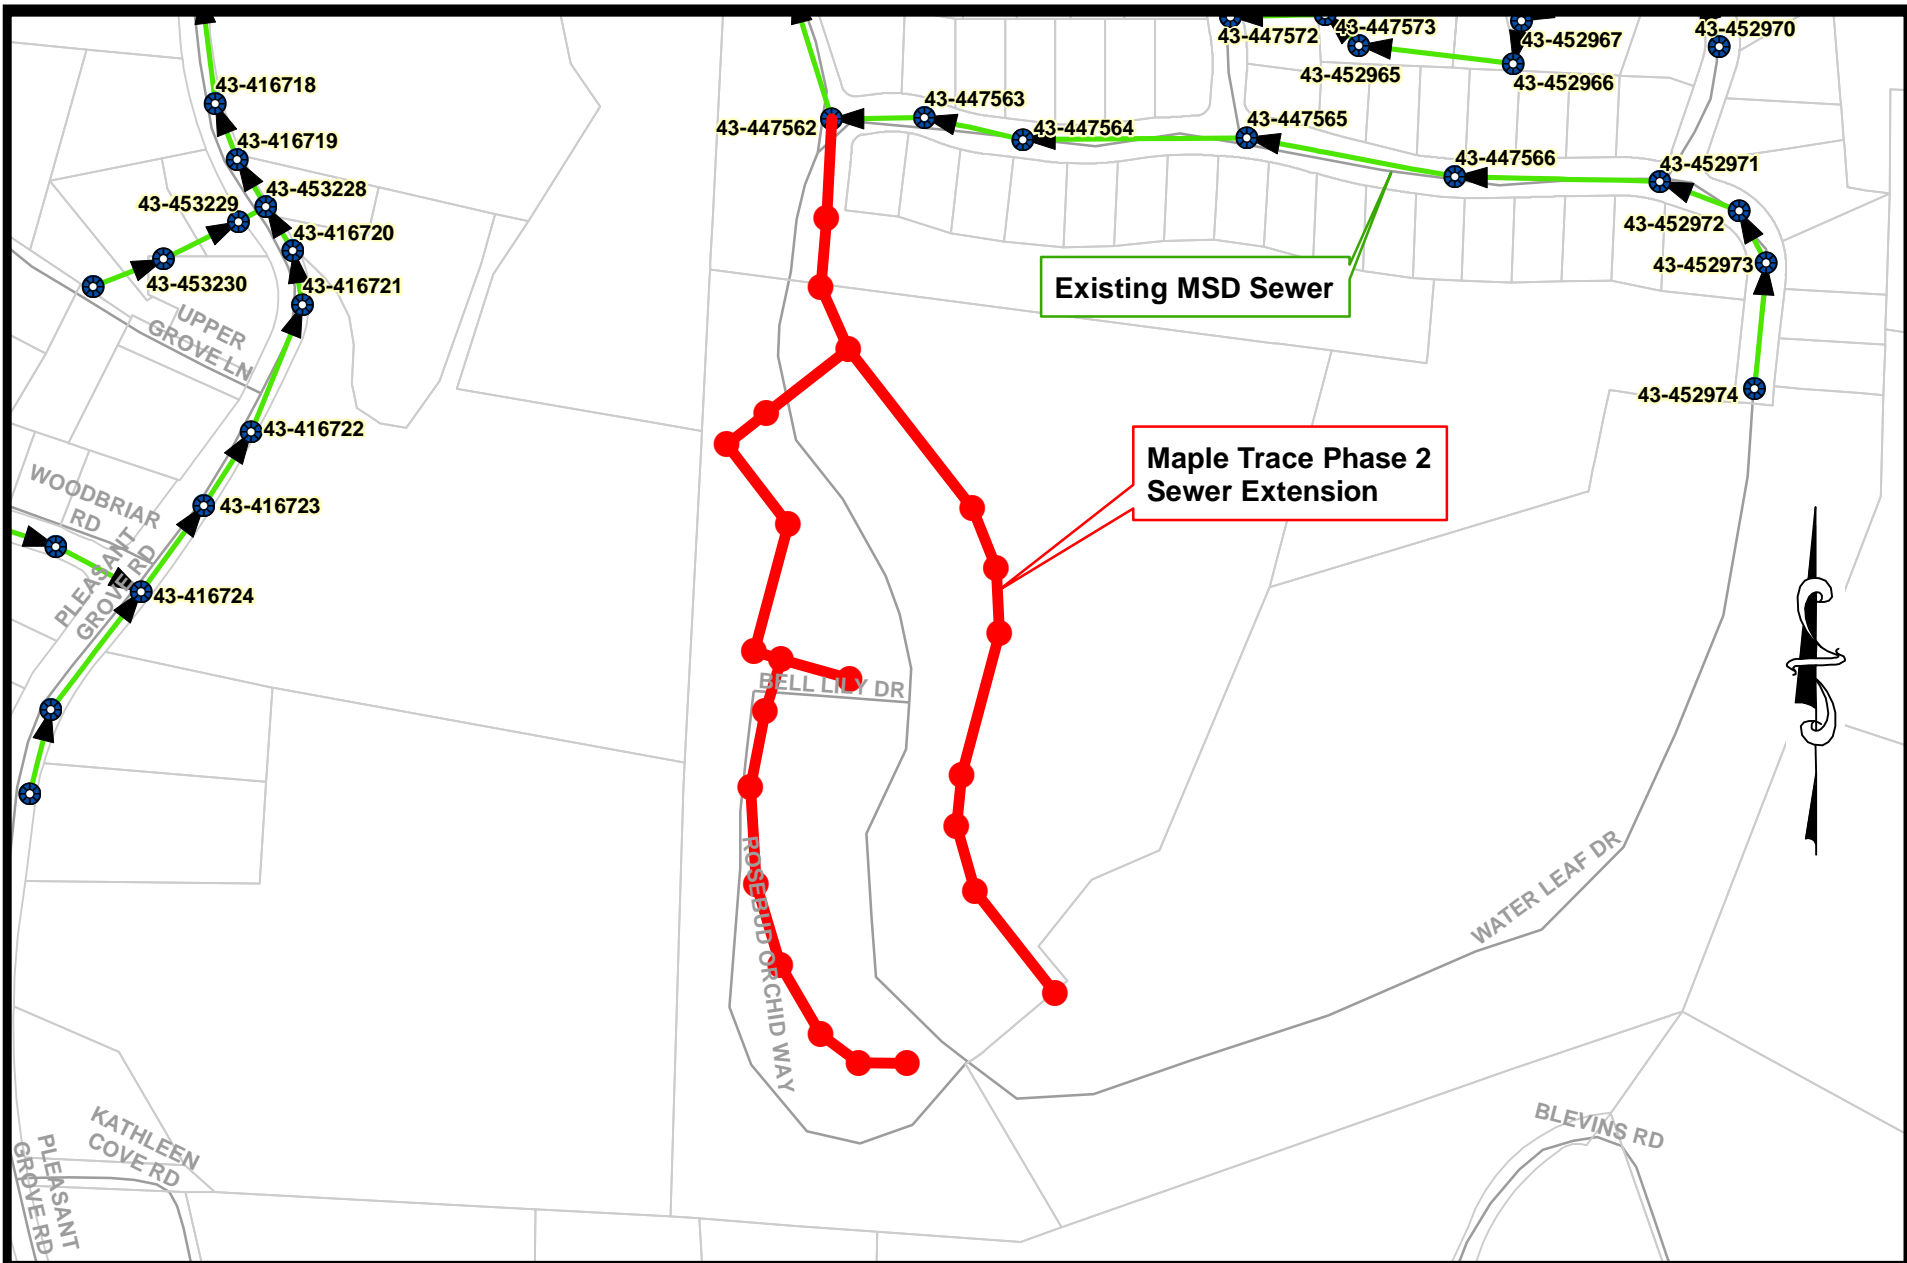 43-447573
43-452970
43-447572
43-452967
43-452965
43-452966
43-416718
43-447563
43-447562
43-447564
43-447565
43-416719
43-447566
43-452971
43-453228
43-453229
43-416720
43-452972
43-452973
43-453230
43-416721
Existing MSD Sewer
UPPER
GROVE LN
43-452974
43-416722
Maple Trace Phase 2
Sewer Extension
WOODBRIAR
RD
43-416723
PLEASANT
GROVE RD
43-416724
BELL LILY DR
ROSEBUD ORCHID WAY
WATER LEAF DR
KATHLEEN
COVE RD
BLEVINS RD
PLEASANT
GROVE RD